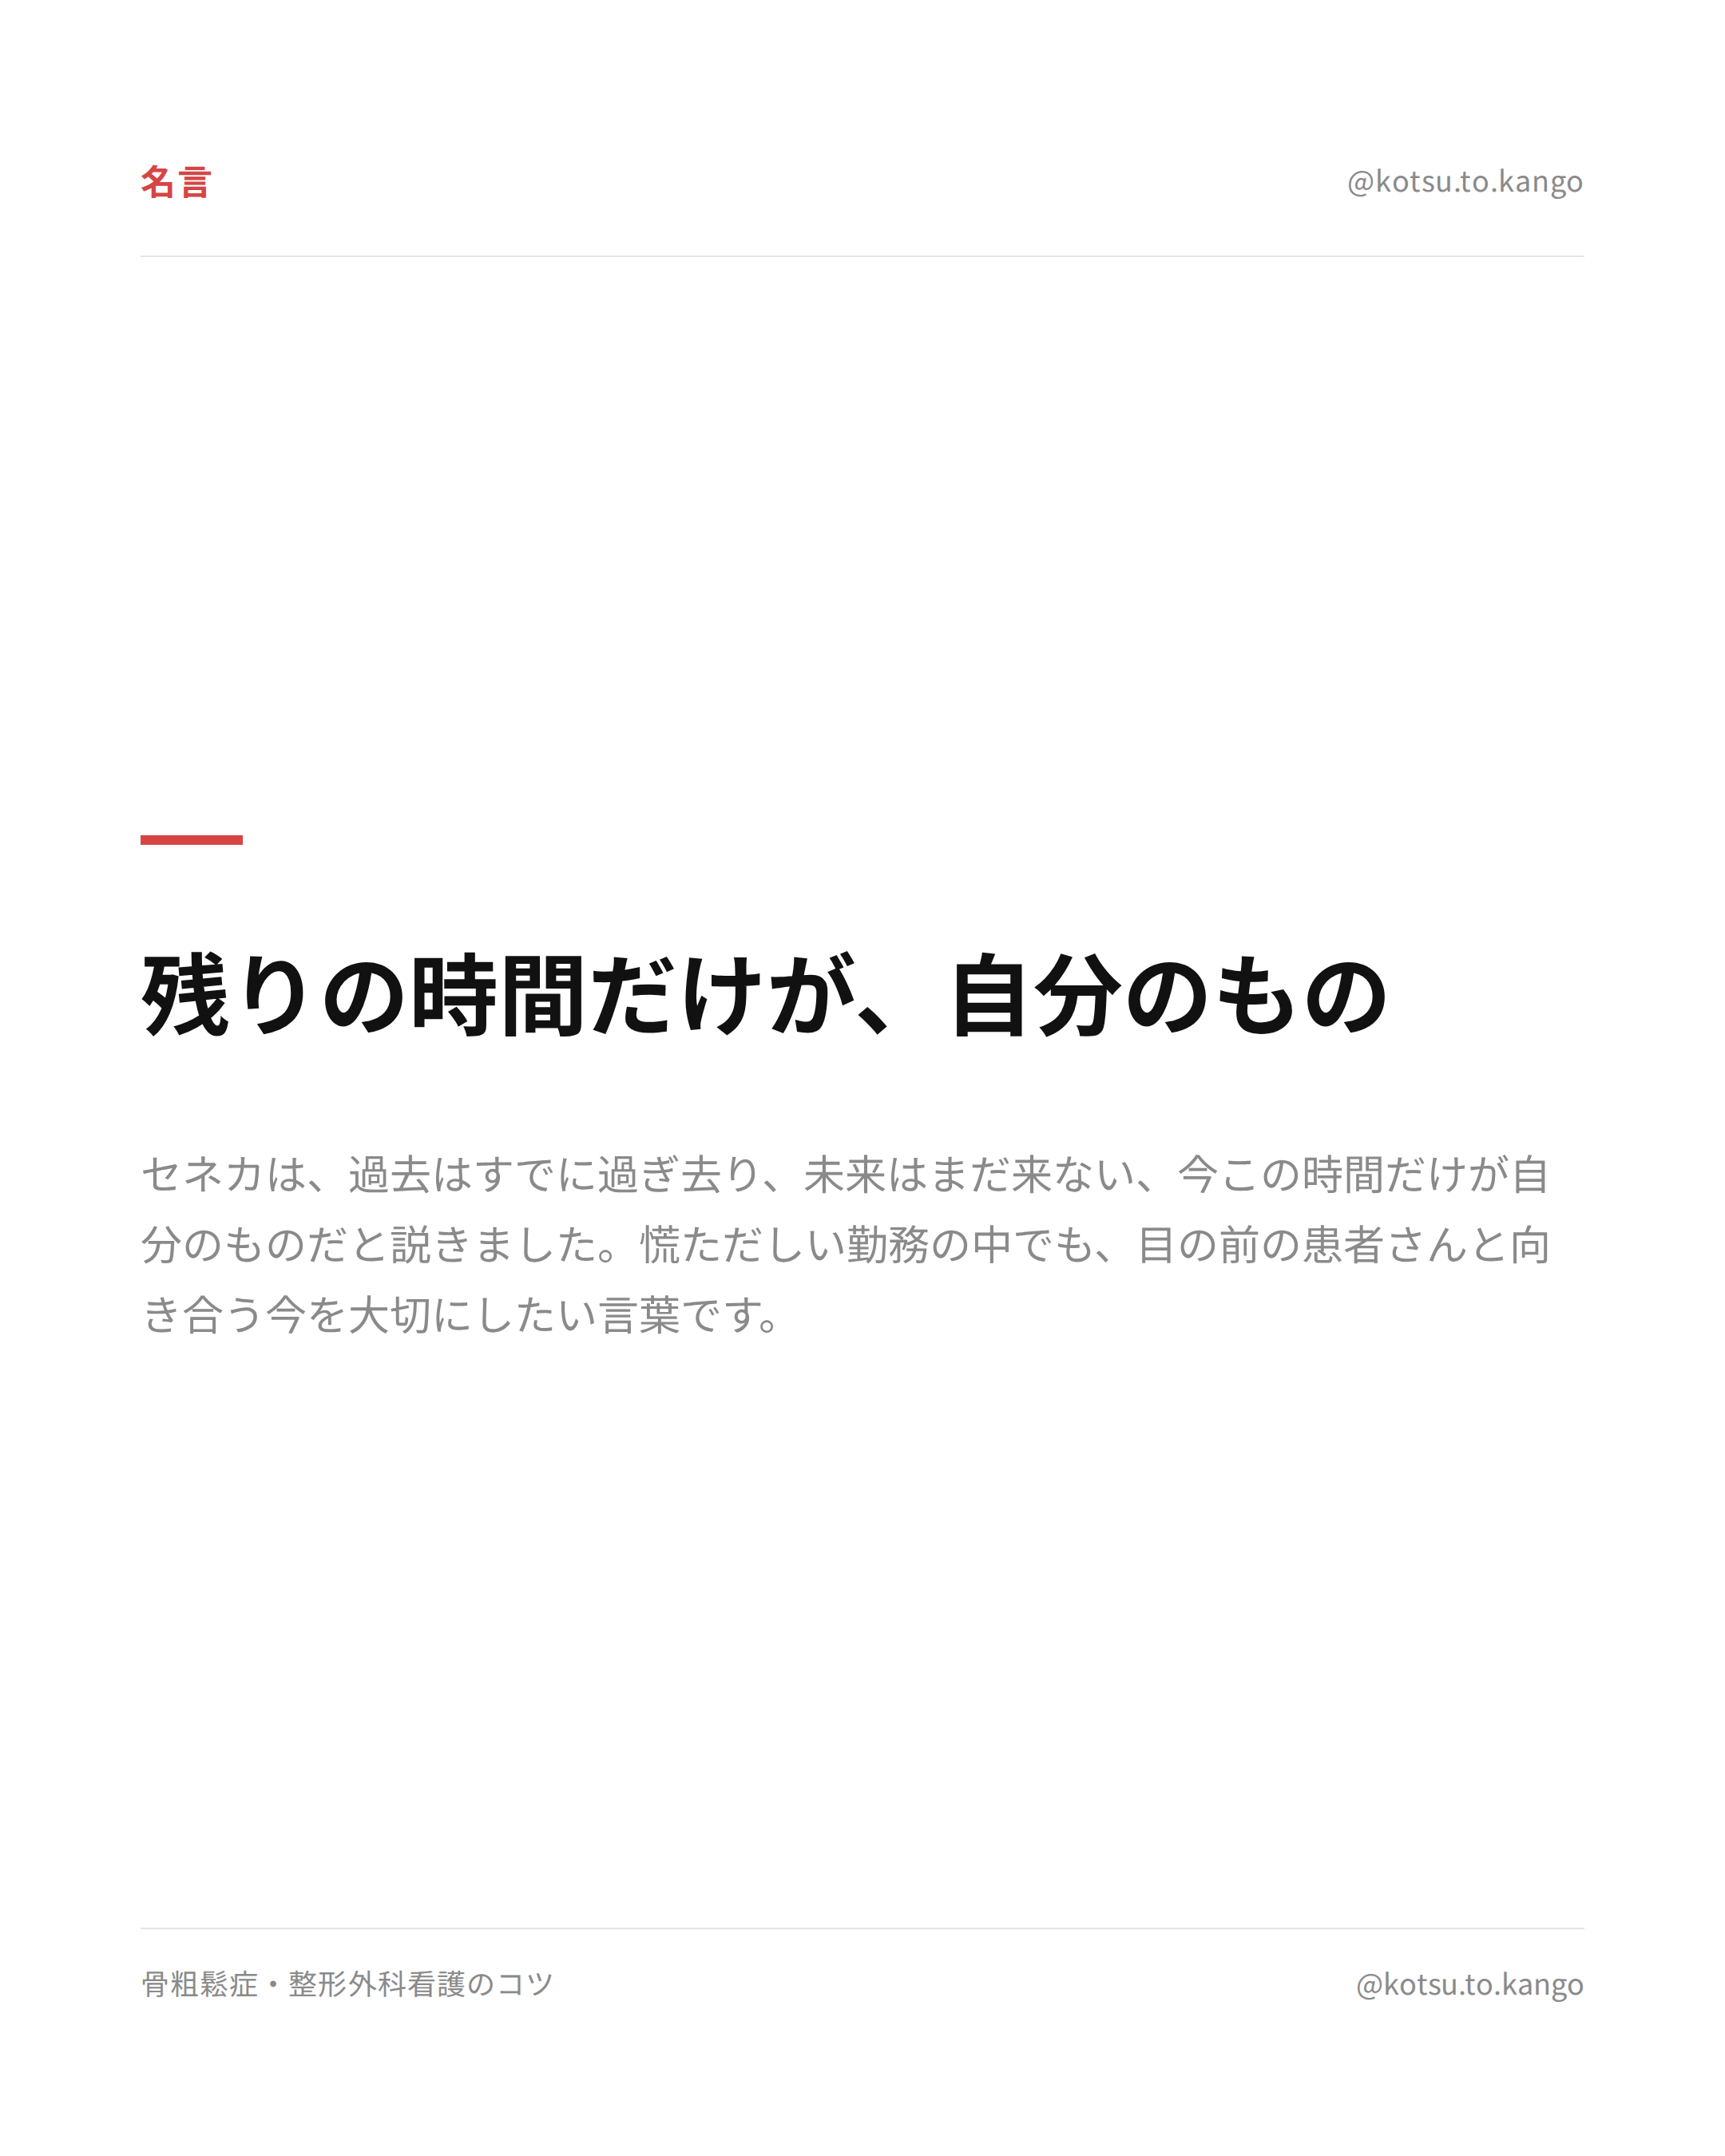 名言
@kotsu.to.kango
残りの時間だけが、自分のもの
セネカは、過去はすでに過ぎ去り、未来はまだ来ない、今この時間だけが自
分のものだと説きました。慌ただしい勤務の中でも、目の前の患者さんと向
き合う今を大切にしたい言葉です。
骨粗鬆症・整形外科看護のコツ
@kotsu.to.kango